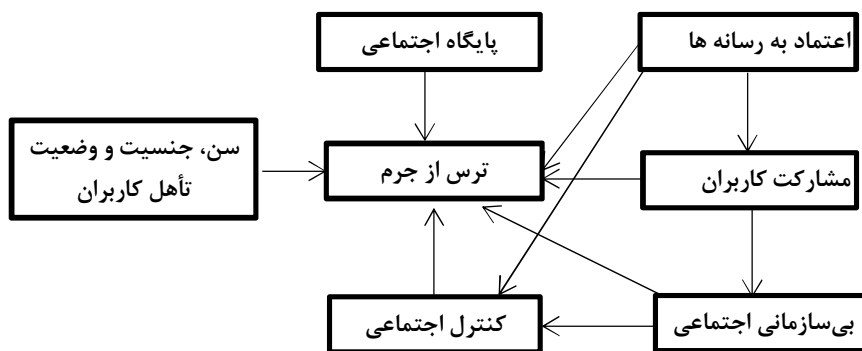 اعتماد به رسانه ها
پایگاه اجتماعی
سن، جنسیت و وضعیت
تأهل کاربران
ترس از جرم
مشارکت کاربران
کنترل اجتماعی
بی‌سازمانی اجتماعی